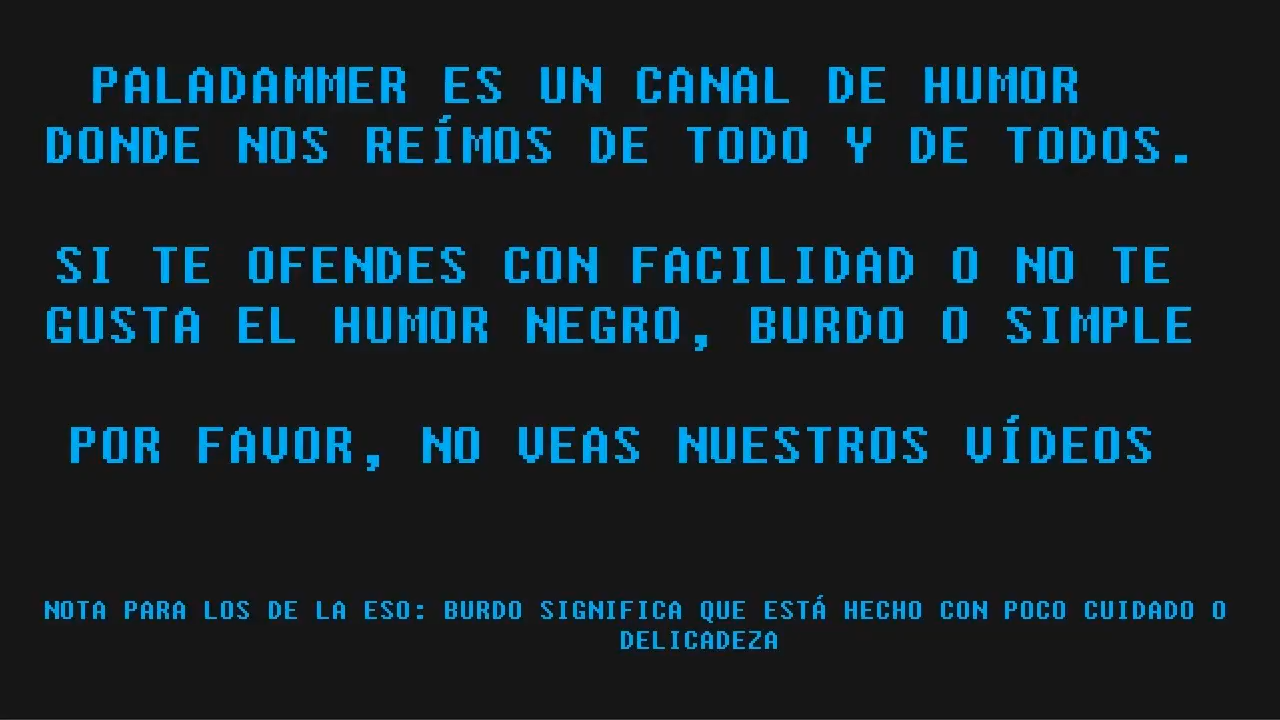 PALADAMMER ES UN CANAL DE HUMOR
DONDE NOS REÍMOS DE TODO Y DE TODOS.
SI TE OFENDES CON FACILIDAD O NO TE
GUSTA EL HUMOR NEGRO, BURDO O SIMPLE
POR FAVOR, NO VEAS NUESTROS VÍDEOS
NOTA PARA LOS DE LA ESO: BURDO SIGNIFICA QUE ESTÁ HECHO CON POCO CUIDADO O
DELICADEZA